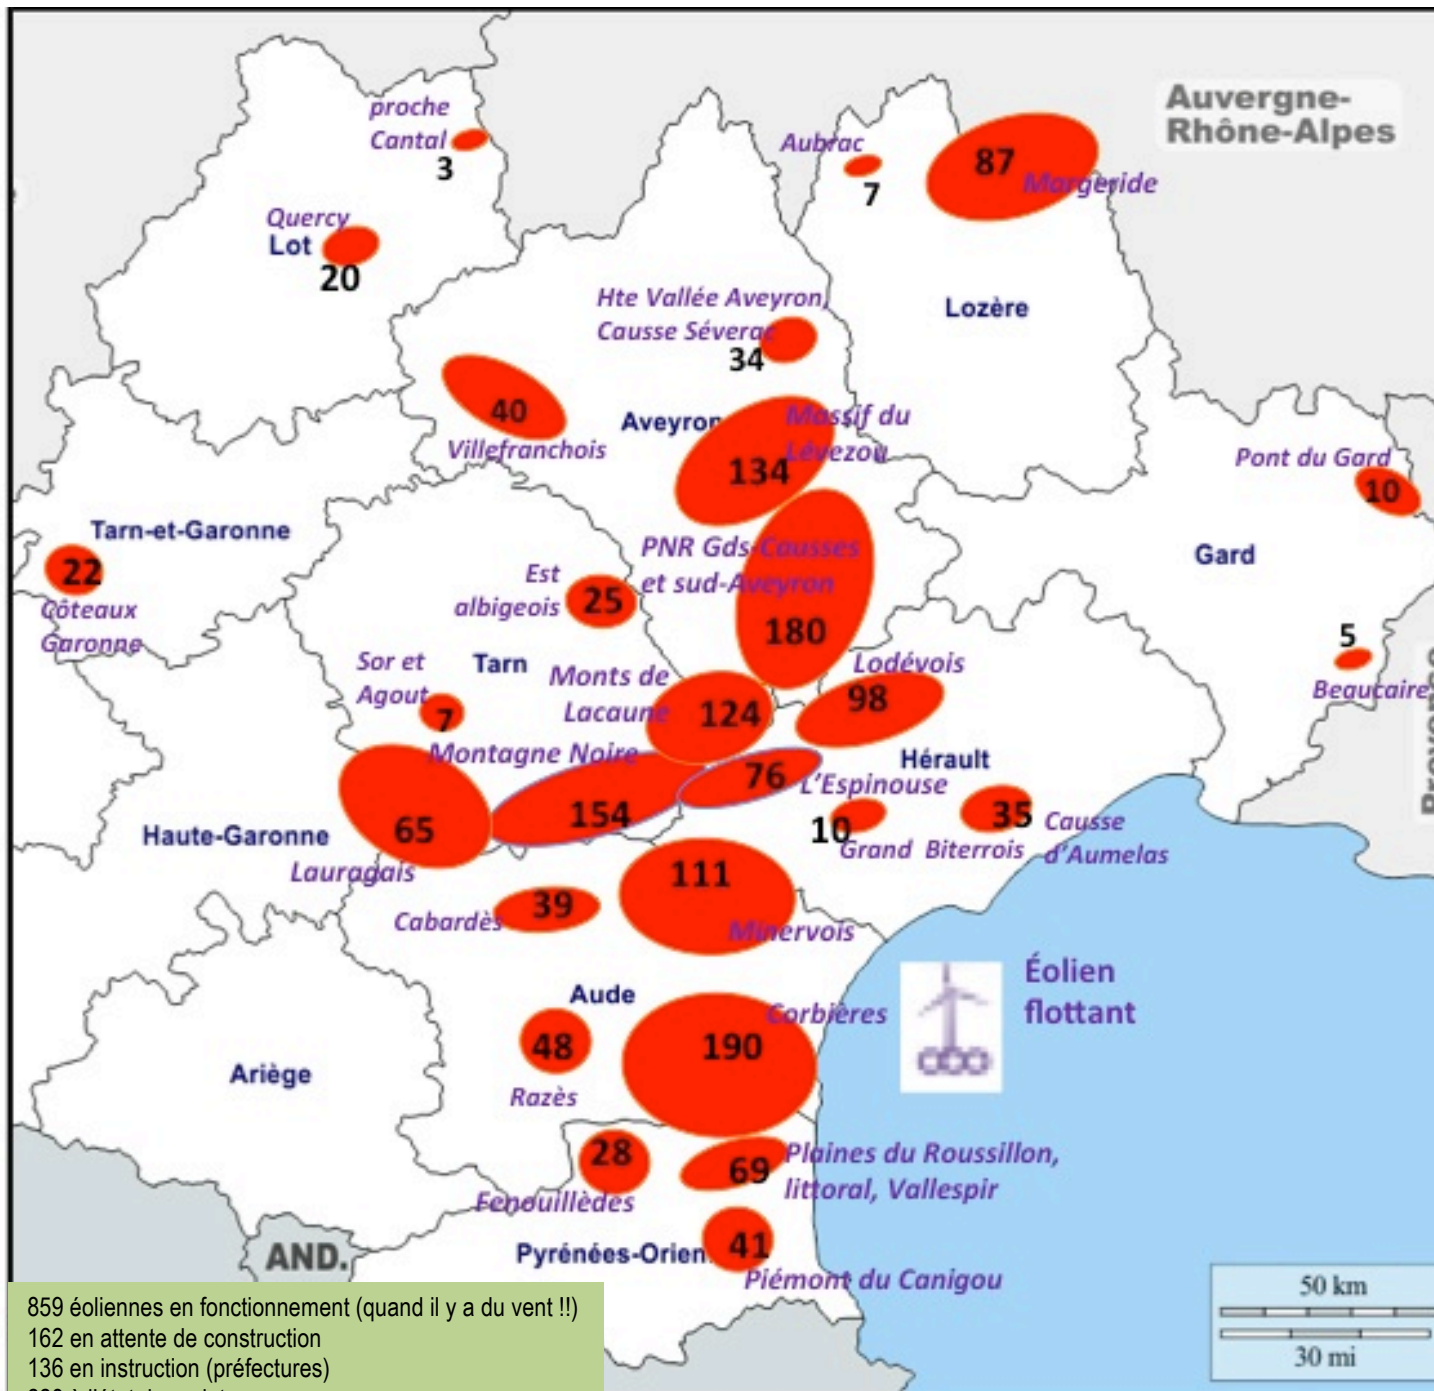 Auvergne-
Rhône-Alpes
proche
Cantal
3
Aubrac
7
87
Margeride
Quercy
Lot
20
Hte Vallée Aveyron,
Causse Séverac
34
Lozère
40
Villefranchois
Aveyron
Massif du
Lévezou
134
Pont du Gard
10
Tarn-et-Garonne
22
Côteaux
Garonne
Est
albigeois
25
PNR Gds-Causses
et sud-Aveyron
180
Gard
5
Beaucaire
Sor et
Agout
7
Tarn
Monts de
Lacaune
124
Lodévois
98
Montagne Noire
154
76
L'Espinouse
Hérault
10
Grand Biterrois
35
Causse
d'Aumelas
Haute-Garonne
65
Lauragais
Cabardès
39
111
Minervois
Aude
48
Razès
Corbières
190
Éolien
flottant
Ariège
28
Fenouillèdes
69
Plaines du Roussillon,
littoral, Vallespir
AND.
Pyrénées-Orien
41
Piémont du Canigou
50 km
30 mi
859 éoliennes en fonctionnement (quand il y a du vent !!)
162 en attente de construction
136 en instruction (préfectures)